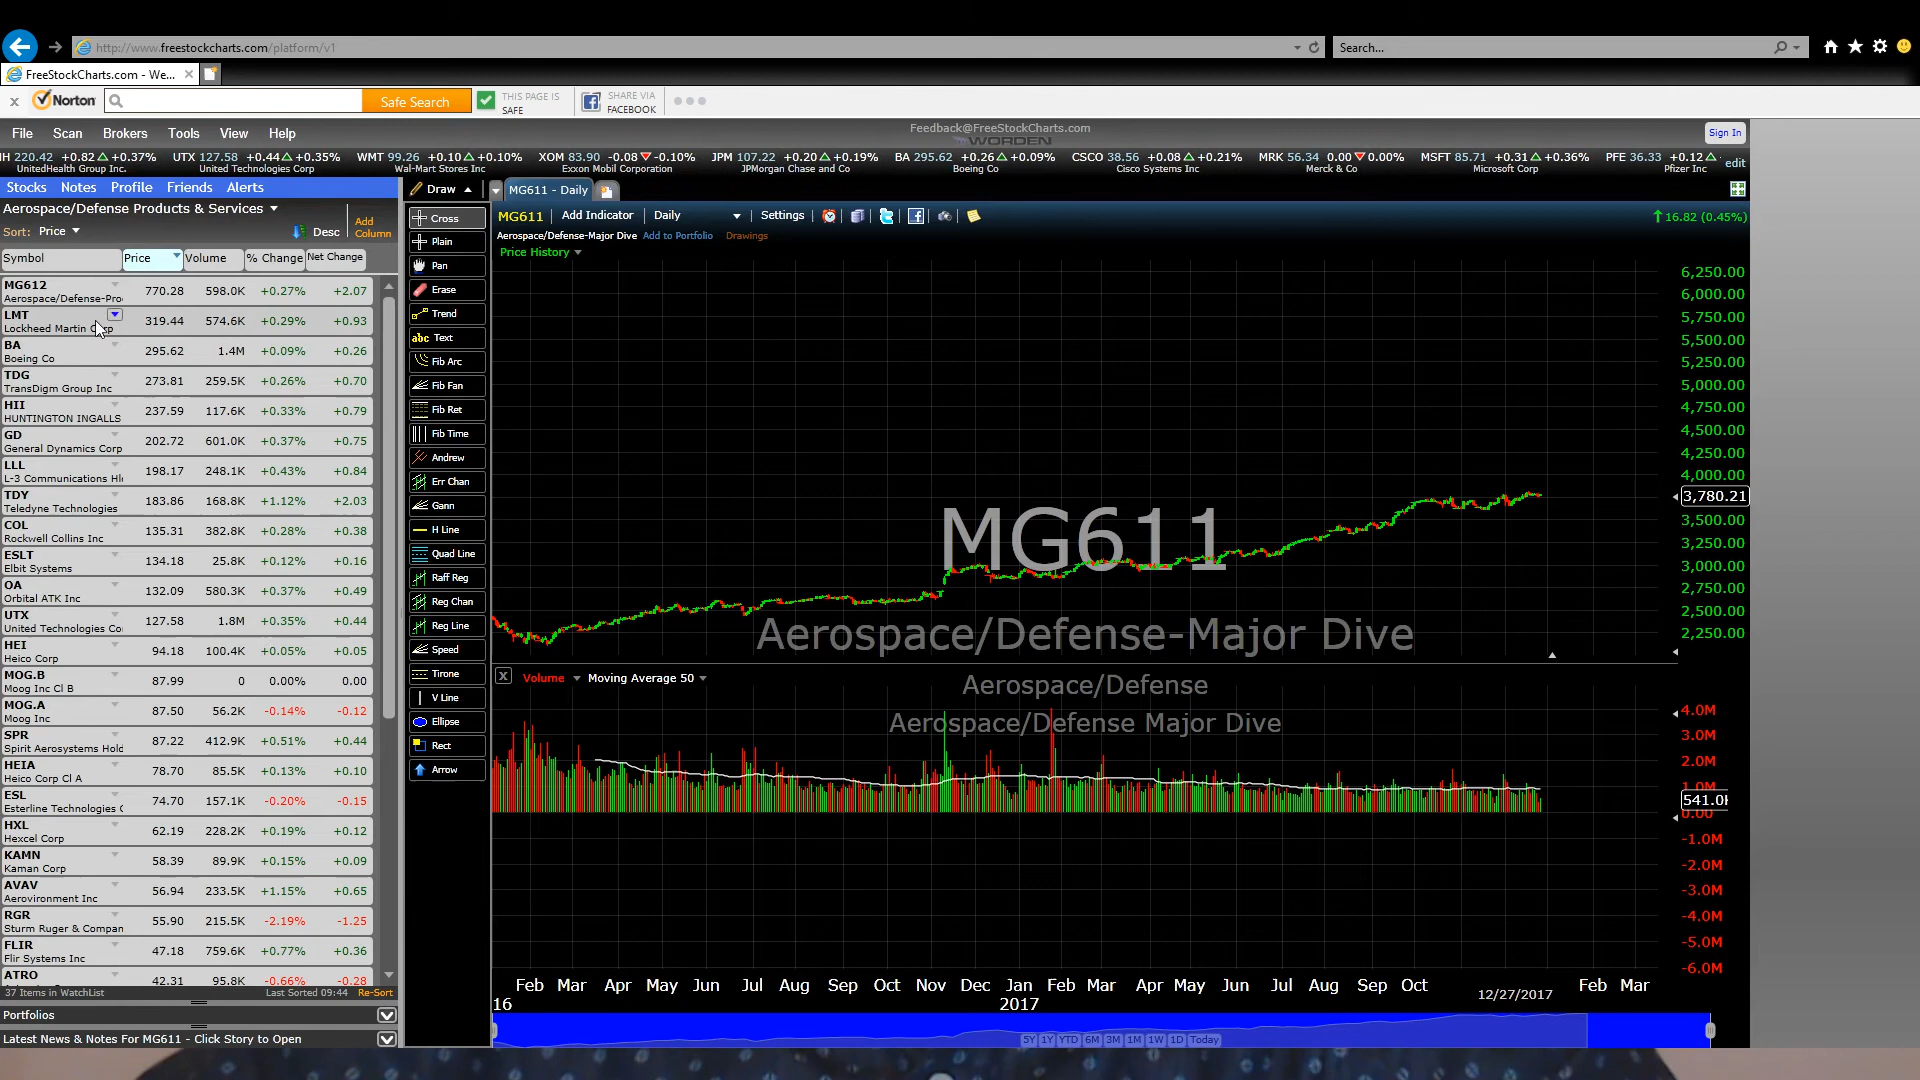 http://www.freestockcharts.com/platform/v1
Search...
FreeStockCharts.com - We...
Norton
Safe Search
THIS PAGE IS
SAFE
SHARE VIA
FACEBOOK
File Scan Brokers Tools View Help
Feedback@FreeStockCharts.com
WORDEN
Sign In
IH 220.42 +0.82 +0.37% UTX 127.58 +0.44 +0.35% WMT 99.26 +0.10 +0.10% XOM 83.90 -0.08 -0.10% JPM 107.22 +0.20 +0.19% BA 295.62 +0.26 +0.09% CSCO 38.56 +0.08 +0.21% MRK 56.34 0.00 0.00% MSFT 85.71 +0.31 +0.36% PFE 36.33 +0.12
UnitedHealth Group Inc. United Technologies Corp Wal-Mart Stores Inc Exxon Mobil Corporation JPMorgan Chase and Co Boeing Co Cisco Systems Inc Merck & Co Microsoft Corp Pfizer Inc
edit
Stocks Notes Profile Friends Alerts
Aerospace/Defense Products & Services
Sort: Price Desc Add Column
Symbol Price Volume % Change Net Change
MG612 770.28 598.0K +0.27% +2.07
Aerospace/Defense-Pro
LMT 319.44 574.6K +0.29% +0.93
Lockheed Martin Corp
BA 295.62 1.4M +0.09% +0.26
Boeing Co
TDG 273.81 259.5K +0.26% +0.70
TransDigm Group Inc
HII 237.59 117.6K +0.33% +0.79
HUNTINGTON INGALLS
GD 202.72 601.0K +0.37% +0.75
General Dynamics Corp
LLL 198.17 248.1K +0.43% +0.84
L-3 Communications Hl
TDY 183.86 168.8K +1.12% +2.03
Teledyne Technologies
COL 135.31 382.8K +0.28% +0.38
Rockwell Collins Inc
ESLT 134.18 25.8K +0.12% +0.16
Elbit Systems
OA 132.09 580.3K +0.37% +0.49
Orbital ATK Inc
UTX 127.58 1.8M +0.35% +0.44
United Technologies Co
HEI 94.18 100.4K +0.05% +0.05
Heico Corp
MOG.B 87.99 0 0.00% 0.00
Moog Inc Cl B
MOG.A 87.50 56.2K -0.14% -0.12
Moog Inc
SPR 87.22 412.9K +0.51% +0.44
Spirit Aerosystems Hold
HEIA 78.70 85.5K +0.13% +0.10
Heico Corp Cl A
ESL 74.70 157.1K -0.20% -0.15
Esterline Technologies C
HXL 62.19 228.2K +0.19% +0.12
Hexcel Corp
KAMN 58.39 89.9K +0.15% +0.09
Kaman Corp
AVAV 56.94 233.5K +1.15% +0.65
Aerovironment Inc
RGR 55.90 215.5K -2.19% -1.25
Sturm Ruger & Compan
FLIR 47.18 759.6K +0.77% +0.36
Flir Systems Inc
ATRO 42.31 95.8K -0.66% -0.28
37 Items in WatchList Last Sorted 09:44 Re-Sort
Portfolios
Latest News & Notes For MG611 - Click Story to Open
Draw
Cross
Plain
Pan
Erase
Trend
abc Text
Fib Arc
Fib Fan
Fib Ret
Fib Time
Andrew
Err Chan
Gann
H Line
Quad Line
Raff Reg
Reg Chan
Reg Line
Speed
Tirone
V Line
Ellipse
Rect
Arrow
MG611 - Daily
MG611 Add Indicator Daily Settings 16.82 (0.45%)
Aerospace/Defense-Major Dive Add to Portfolio Drawings
Price History
6,250.00
6,000.00
5,750.00
5,500.00
5,250.00
5,000.00
4,750.00
4,500.00
4,250.00
4,000.00
3,780.21
3,500.00
3,250.00
3,000.00
2,750.00
2,500.00
2,250.00
MG611
Aerospace/Defense-Major Dive
X Volume Moving Average 50
Aerospace/Defense
Aerospace/Defense Major Dive
4.0M
3.0M
2.0M
1.0M
541.0
0.00
-1.0M
-2.0M
-3.0M
-4.0M
-5.0M
-6.0M
Feb Mar Apr May Jun Jul Aug Sep Oct Nov Dec Jan Feb Mar Apr May Jun Jul Aug Sep Oct 12/27/2017 Feb Mar
16 2017
5Y 1Y YTD 6M 3M 1M 1W 1D Today